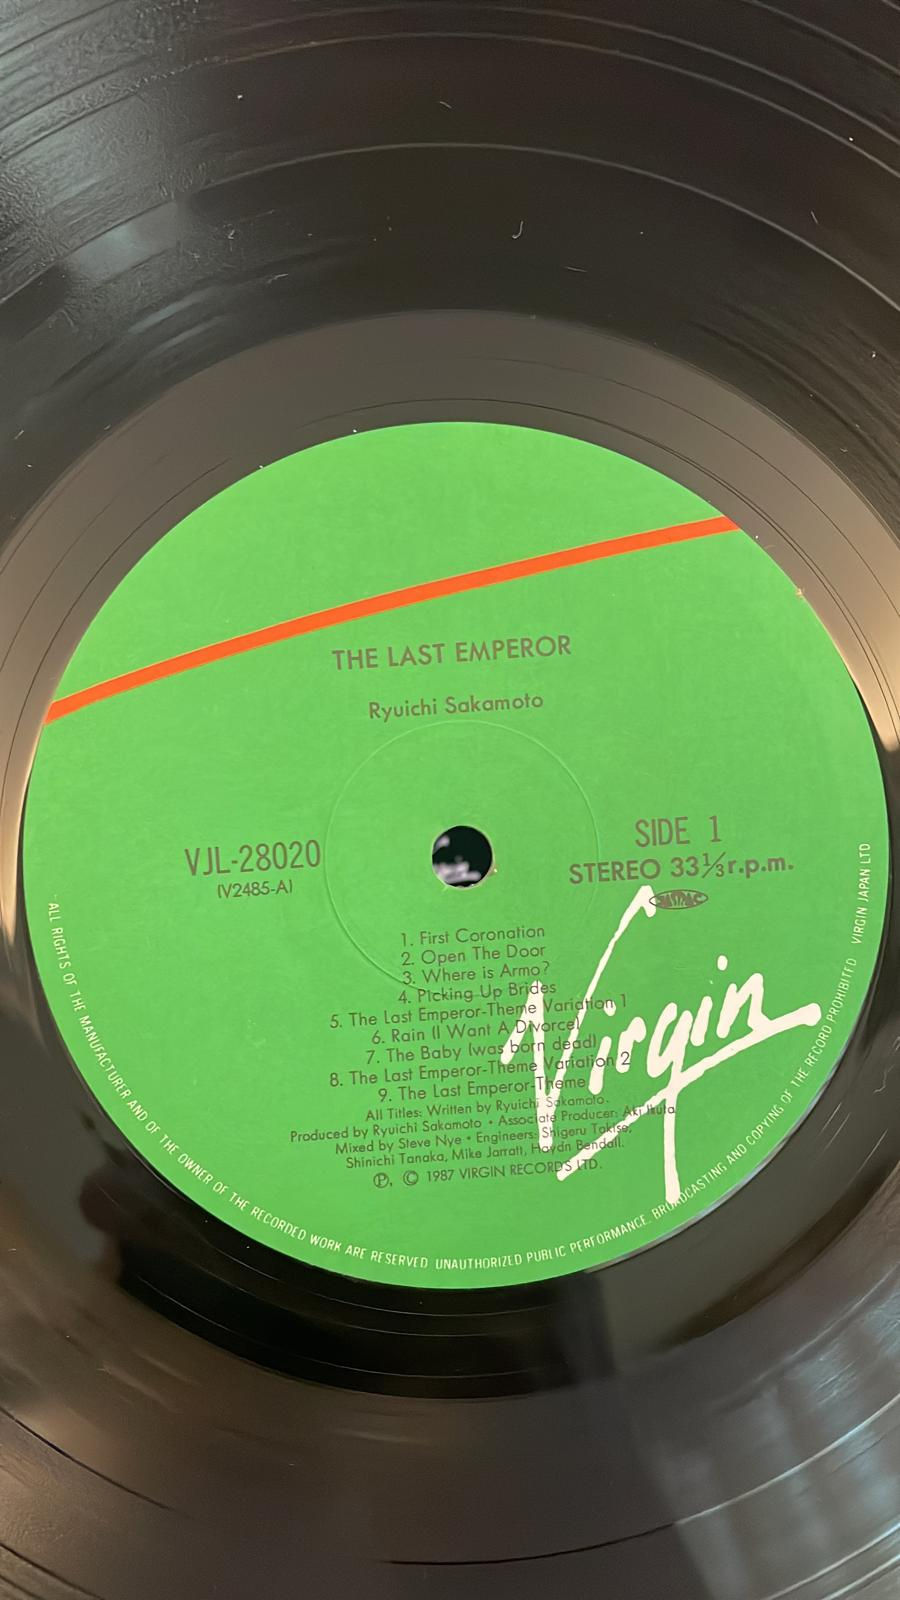 THE LAST EMPEROR
Ryuichi Sakamoto
VJL-28020
(V2485-A)
SIDE 1
STEREO 33⅓ r.p.m.
JASRAC
1. First Coronation
2. Open The Door
3. Where is Armo?
4. Picking Up Brides
5. The Last Emperor-Theme Variation 1
6. Rain (I Want A Divorce)
7. The Baby (was born dead)
8. The Last Emperor-Theme Variation 2
9. The Last Emperor-Theme
All Titles: Written by Ryuichi Sakamoto.
Produced by Ryuichi Sakamoto • Associate Producer: Aki Ikuta
Mixed by Steve Nye • Engineers: Shigeru Takise,
Shinichi Tanaka, Mike Jarratt, Haydn Bendall.
℗, © 1987 VIRGIN RECORDS LTD.
Virgin
ALL RIGHTS OF THE MANUFACTURER AND OF THE OWNER OF THE RECORDED WORK ARE RESERVED UNAUTHORIZED PUBLIC PERFORMANCE. BROADCASTING AND COPYING OF THE RECORD PROHIBITED VIRGIN JAPAN LTD